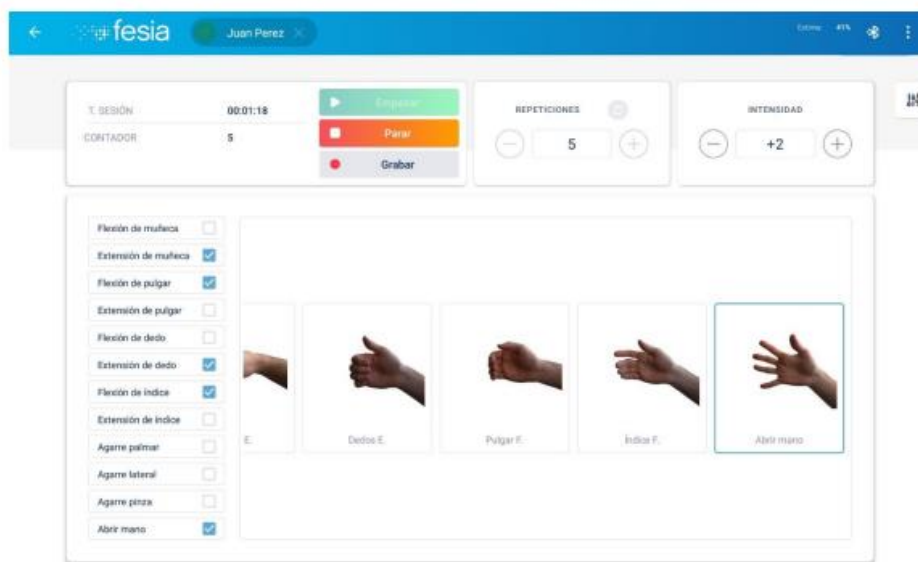 fesia
Juan Perez
45%
T. SESIÓN 00:01:18
CONTADOR 5
Empezar
Parar
Grabar
REPETICIONES
5
INTENSIDAD
+2
Flexión de muñeca
Extensión de muñeca
Flexión de pulgar
Extensión de pulgar
Flexión de dedo
Extensión de dedo
Flexión de índice
Extensión de índice
Agarre palmar
Agarre lateral
Agarre pinza
Abrir mano
E.
Dedos E.
Pulgar F.
Índice F.
Abrir mano